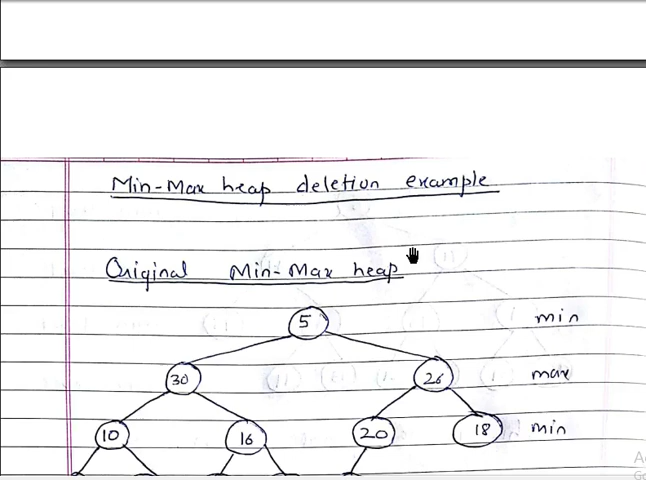 Min-Max heap deletion example
Original Min-Max heap
5 min
30 26 max
10 16 20 18 min